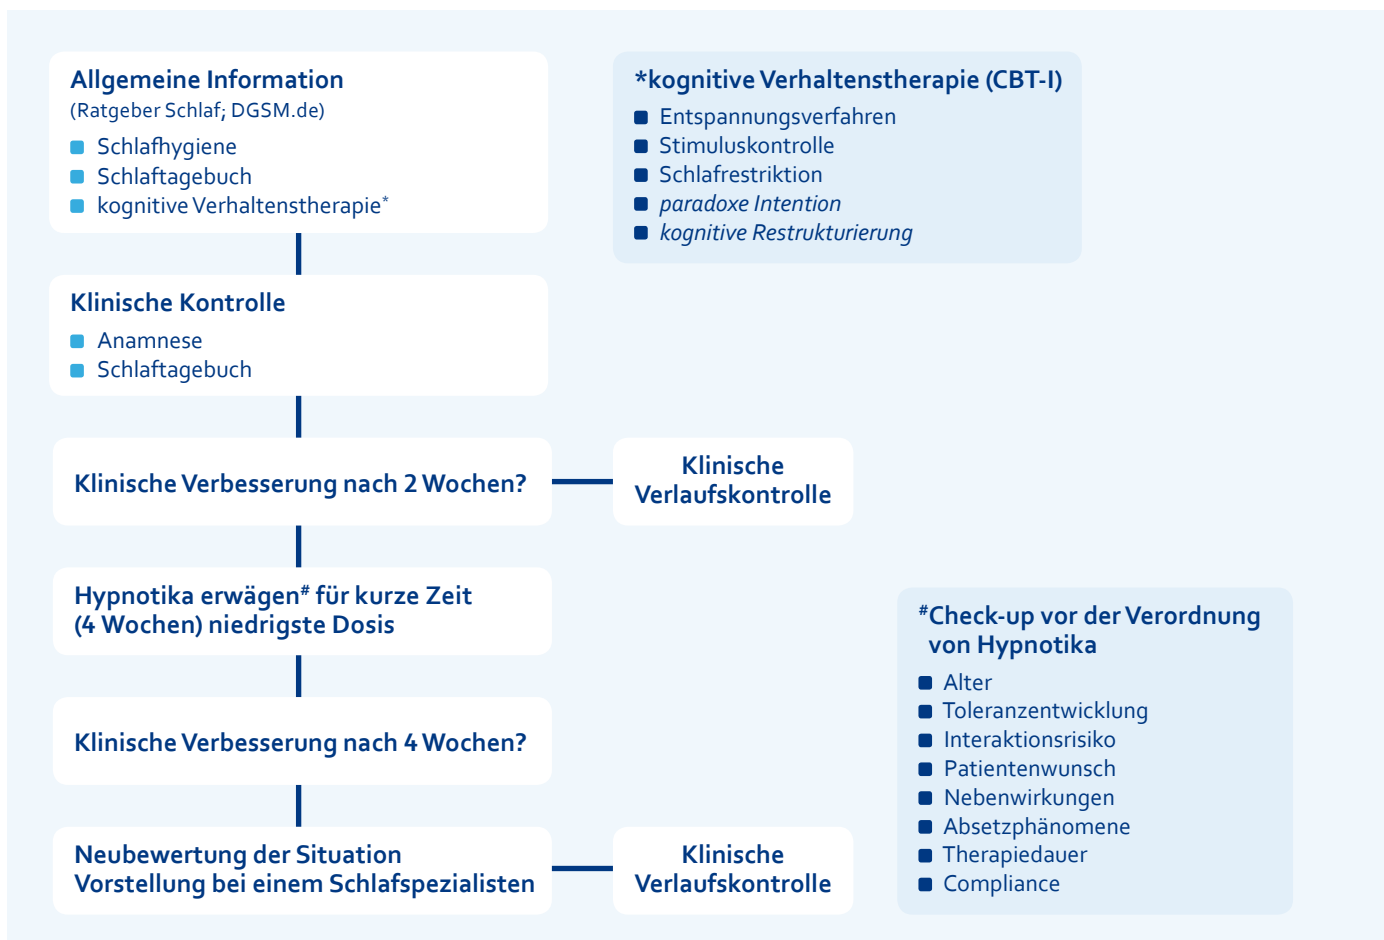 Allgemeine Information
(Ratgeber Schlaf; DGSM.de)
Schlafhygiene
Schlaftagebuch
kognitive Verhaltenstherapie*
*kognitive Verhaltenstherapie (CBT-I)
Entspannungsverfahren
Stimuluskontrolle
Schlafrestriktion
paradoxe Intention
kognitive Restrukturierung
Klinische Kontrolle
Anamnese
Schlaftagebuch
Klinische Verbesserung nach 2 Wochen?
Klinische
Verlaufskontrolle
Hypnotika erwägen# für kurze Zeit
(4 Wochen) niedrigste Dosis
Klinische Verbesserung nach 4 Wochen?
Neubewertung der Situation
Vorstellung bei einem Schlafspezialisten
Klinische
Verlaufskontrolle
#Check-up vor der Verordnung
von Hypnotika
Alter
Toleranzentwicklung
Interaktionsrisiko
Patientenwunsch
Nebenwirkungen
Absetzphänomene
Therapiedauer
Compliance